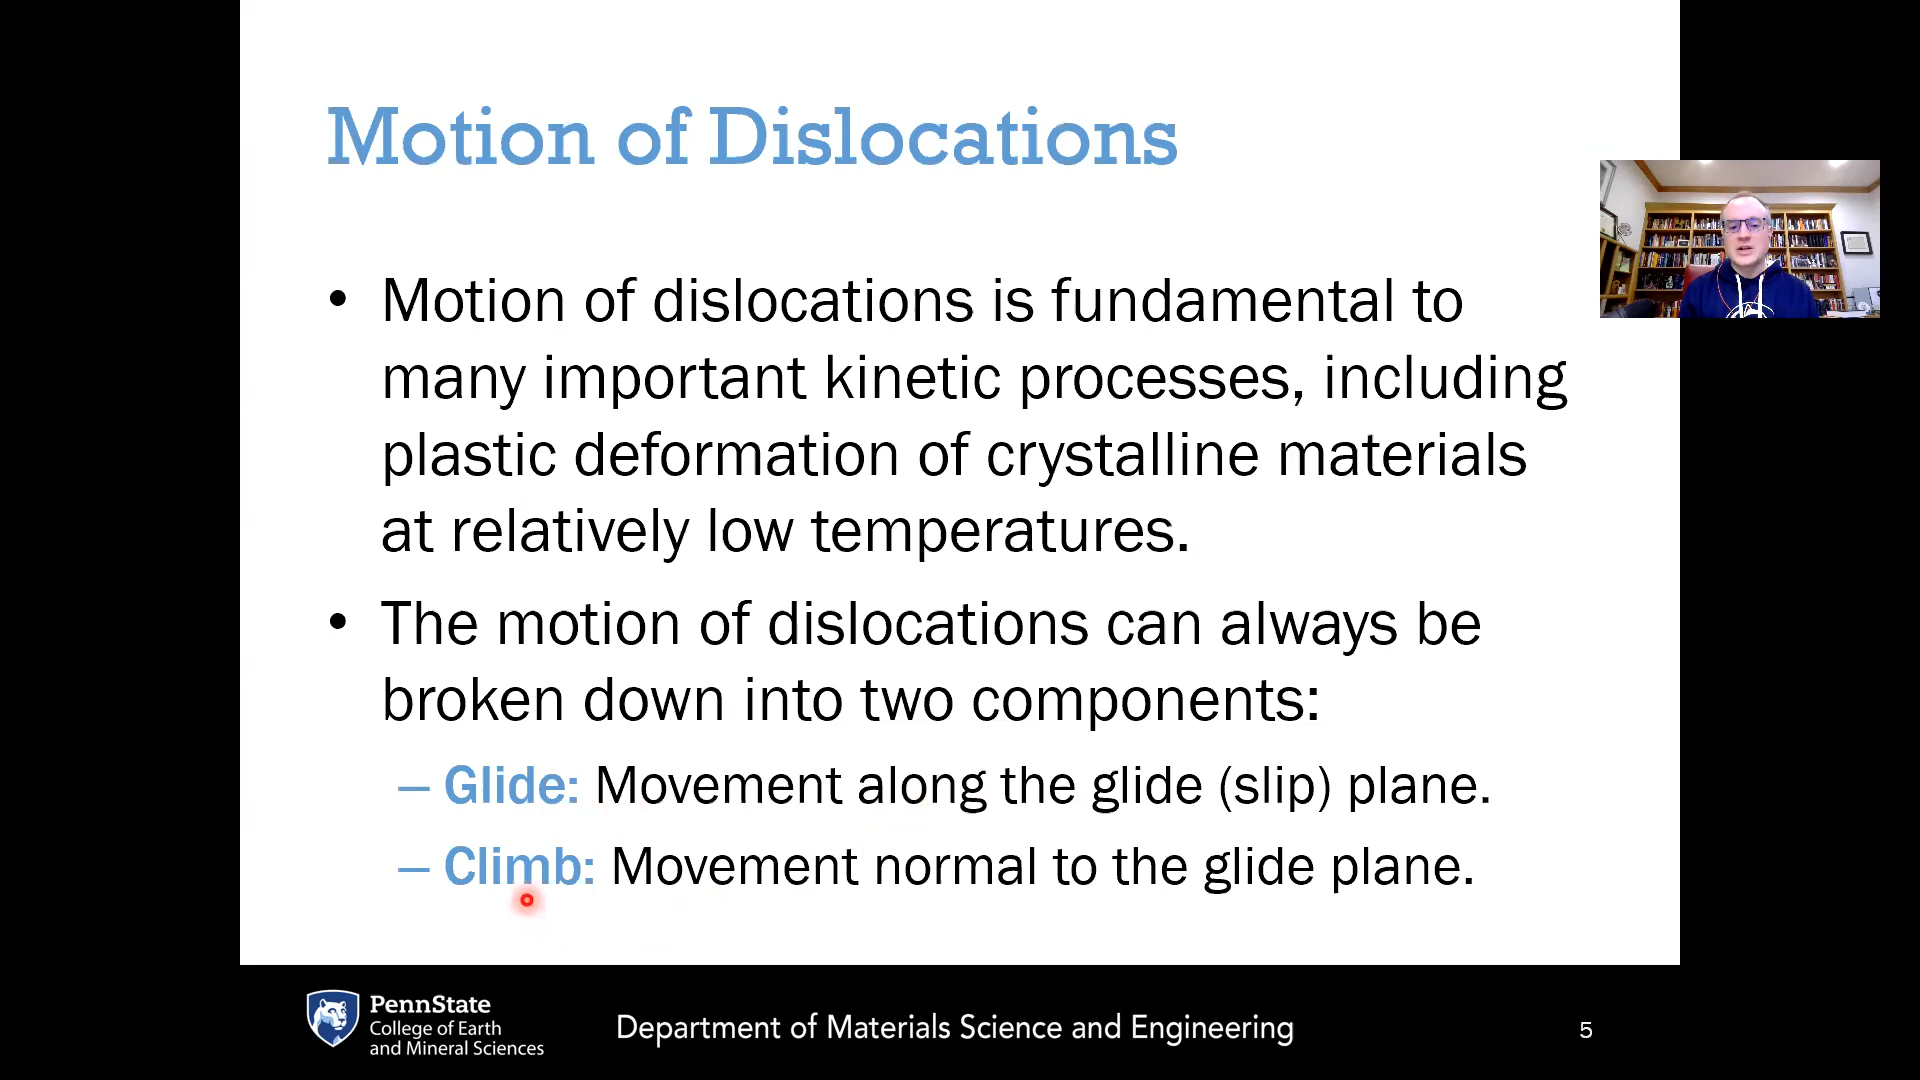 Motion of Dislocations
• Motion of dislocations is fundamental to
many important kinetic processes, including
plastic deformation of crystalline materials
at relatively low temperatures.
• The motion of dislocations can always be
broken down into two components:
– Glide: Movement along the glide (slip) plane.
– Climb: Movement normal to the glide plane.
PennState
College of Earth
and Mineral Sciences
Department of Materials Science and Engineering
5